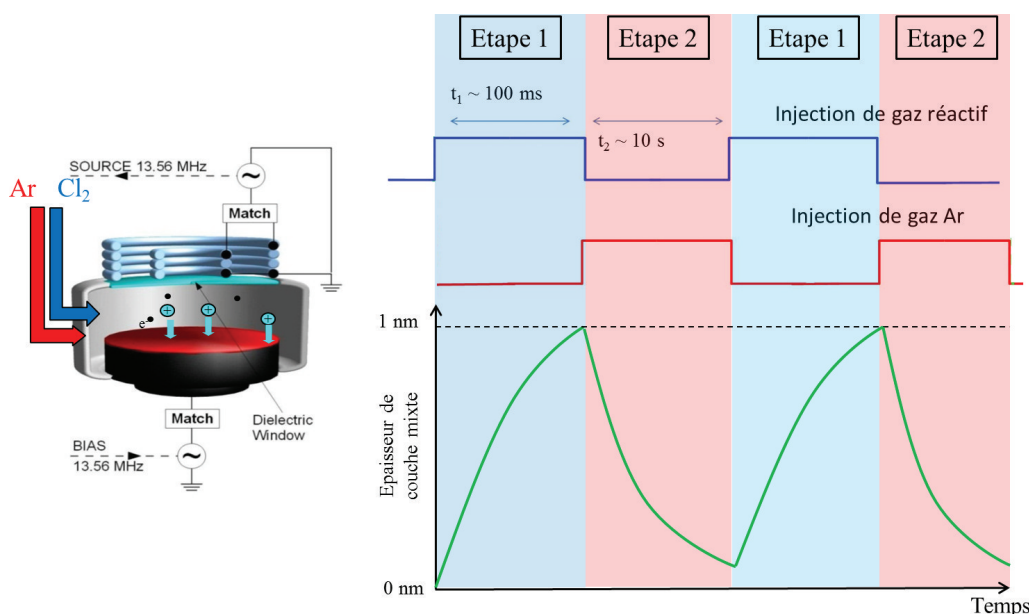 Etape 1
Etape 2
Etape 1
Etape 2
t₁ ~ 100 ms
Injection de gaz réactif
t₂ ~ 10 s
SOURCE 13.56 MHz
~
Ar Cl₂
Match
Injection de gaz Ar
+ + +
e-
1 nm
Epaisseur de
couche mixte
Match
Dielectric
Window
BIAS
13.56 MHz
~
0 nm
Temps